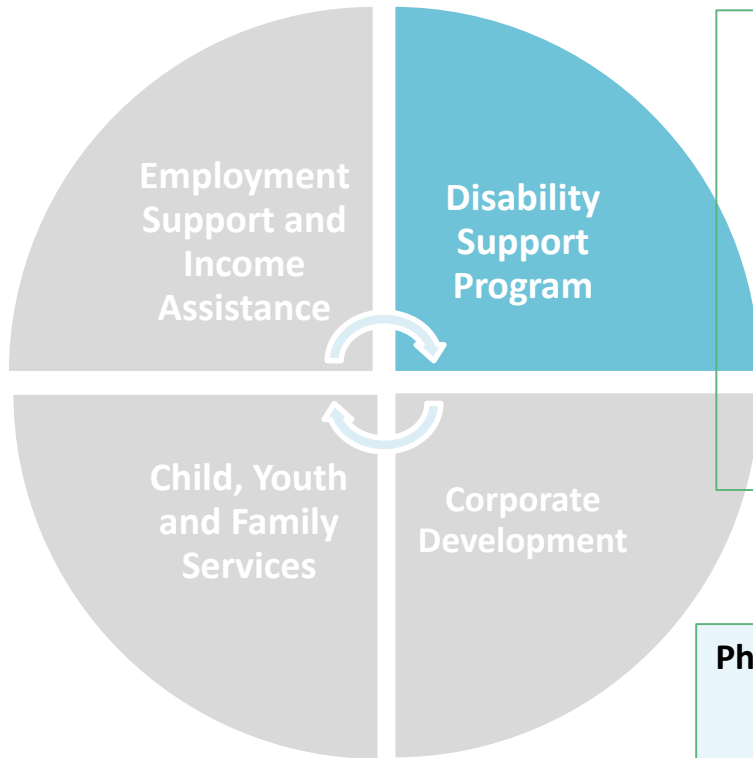 Employment
Support and
Income
Assistance
Disability
Support
Program
Child, Youth
and Family
Services
Corporate
Development
Ph